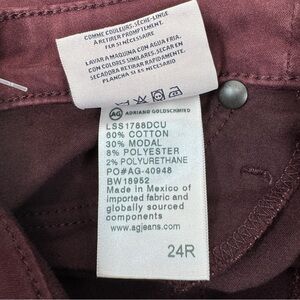 COMME COULEURS. SÈCHE-LINGE
À RETIRER PROMPTEMENT.
FER SI NÉCESSAIRE
LAVAR A MAQUINA CON AGUA FRIA.
CON COLORES SIMILARES. SECAR EN
SECADORA RETIRAR RAPIDAMENTE.
PLANCHA SI ES NECESARIO
AG ADRIANO GOLDSCHMIED
LSS1768DCU
60% COTTON
30% MODAL
8% POLYESTER
2% POLYURETHANE
PO#AG-40948
BW18952
Made in Mexico of
imported fabric and
globally sourced
components
www.agjeans.com
24R